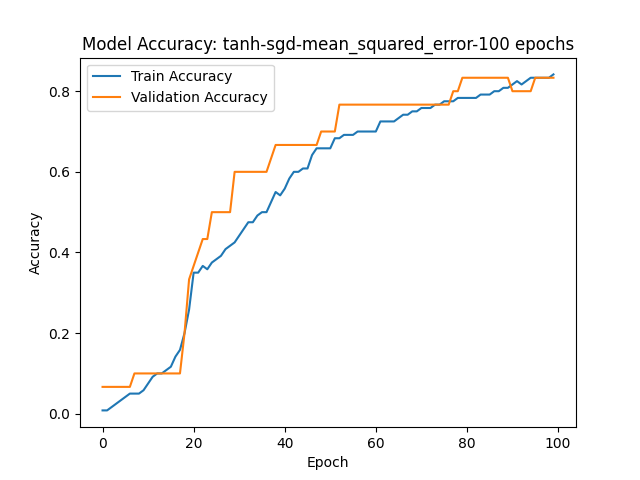 Model Accuracy: tanh-sgd-mean_squared_error-100 epochs
Train Accuracy
Validation Accuracy
Accuracy
0.8
0.6
0.4
0.2
0.0
0 20 40 60 80 100
Epoch